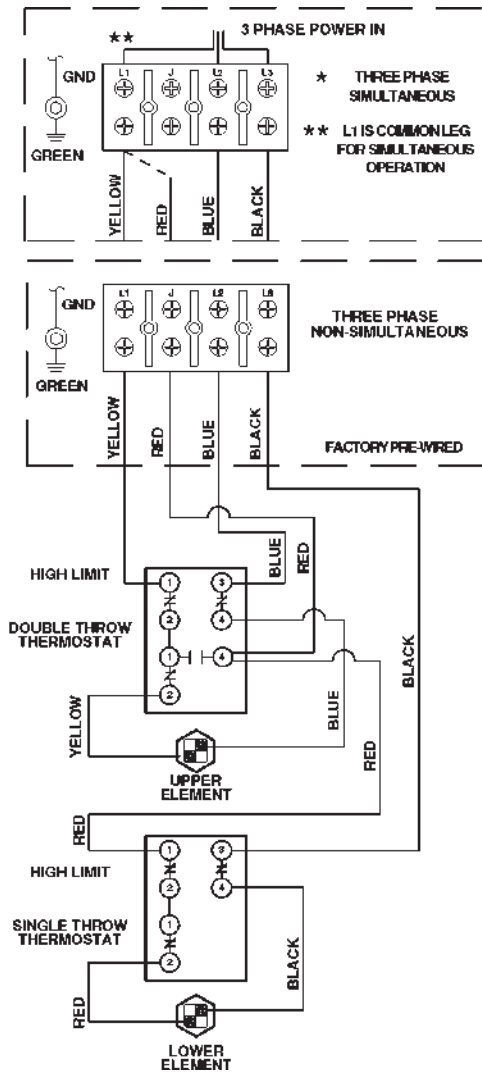 3 PHASE POWER IN
**
L1 J L2 L3
GND
GREEN
* THREE PHASE
SIMULTANEOUS
** L1 IS COMMON LEG
FOR SIMULTANEOUS
OPERATION
YELLOW
RED
BLUE
BLACK
L1 J L2 L3
GND
GREEN
THREE PHASE
NON-SIMULTANEOUS
YELLOW
RED
BLUE
BLACK
FACTORY PRE-WIRED
BLUE
RED
HIGH LIMIT
1 3
2 4
DOUBLE THROW
THERMOSTAT
1 4
2
BLACK
YELLOW
BLUE
RED
UPPER
ELEMENT
RED
HIGH LIMIT
1 3
2 4
SINGLE THROW
THERMOSTAT
1
2
BLACK
RED
LOWER
ELEMENT